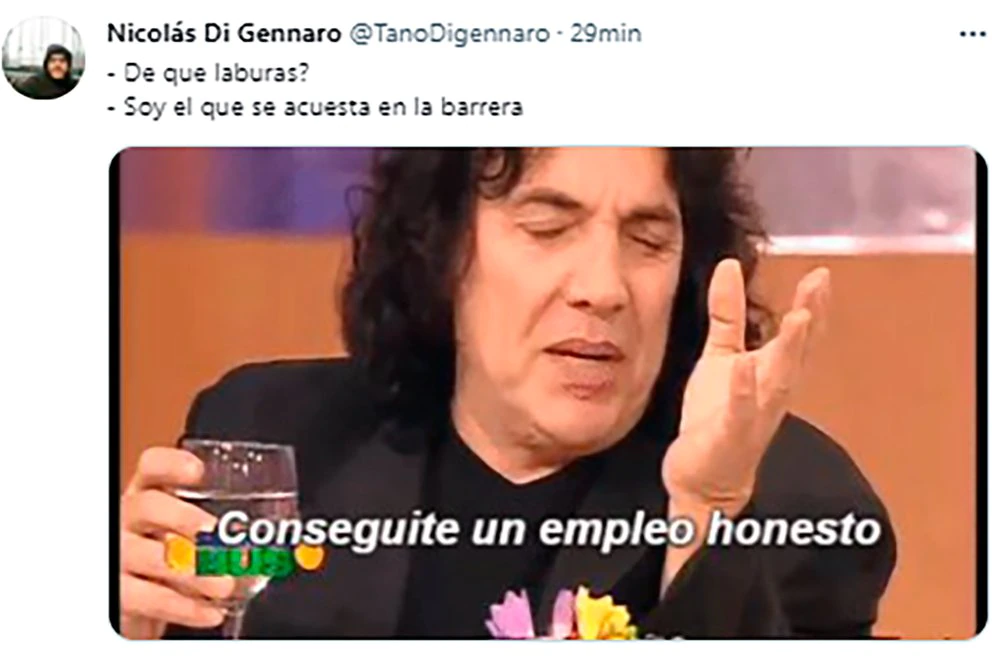 Nicolás Di Gennaro @TanoDigennaro · 29min
- De que laburas?
- Soy el que se acuesta en la barrera
Conseguite un empleo honesto
BUS